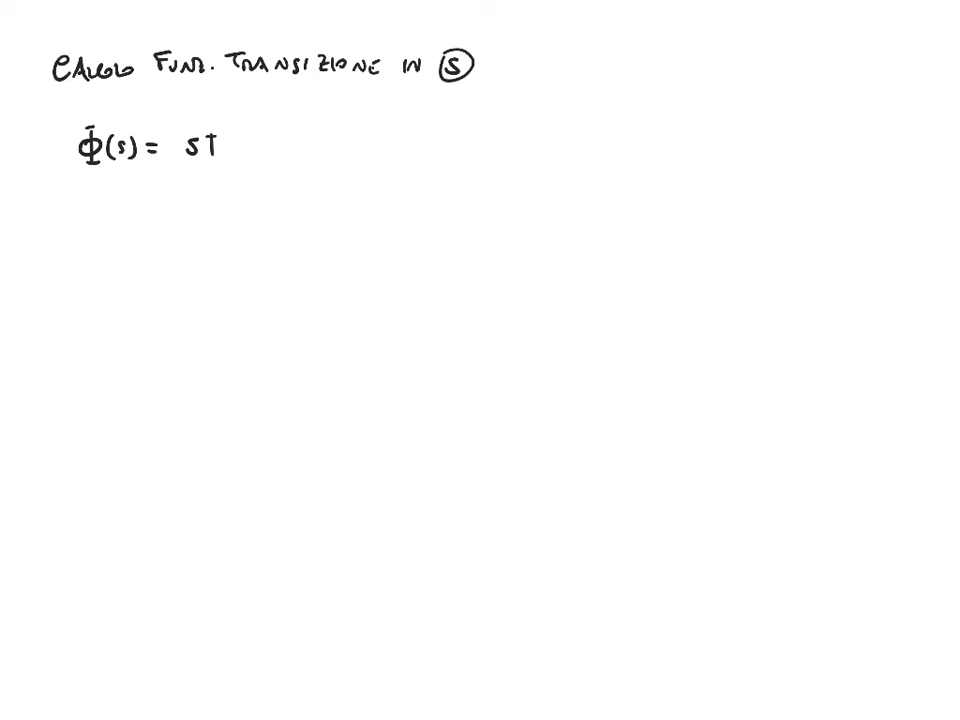 CALCOLO FUNZ. TRANSIZIONE IN S
Φ(s) = sI